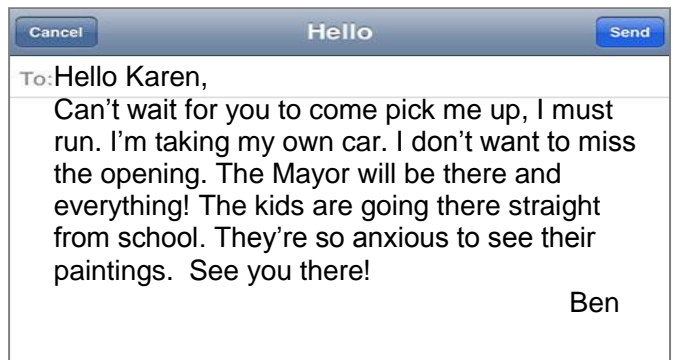 Cancel Hello Send
To: Hello Karen,
Can’t wait for you to come pick me up, I must
run. I’m taking my own car. I don’t want to miss
the opening. The Mayor will be there and
everything! The kids are going there straight
from school. They’re so anxious to see their
paintings.  See you there!
Ben